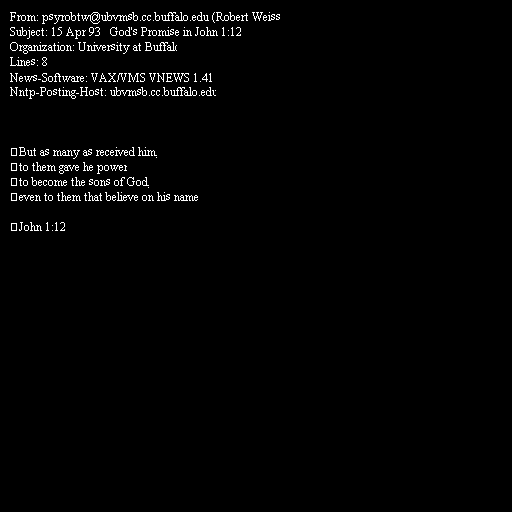 From: psyrobtw@ubvmsb.cc.buffalo.edu (Robert Weiss
Subject: 15 Apr 93   God's Promise in John 1:12
Organization: University at Buffalo
Lines: 8
News-Software: VAX/VMS VNEWS 1.41
Nntp-Posting-Host: ubvmsb.cc.buffalo.edu
□But as many as received him,
□to them gave he power
□to become the sons of God,
□even to them that believe on his name
□John 1:12